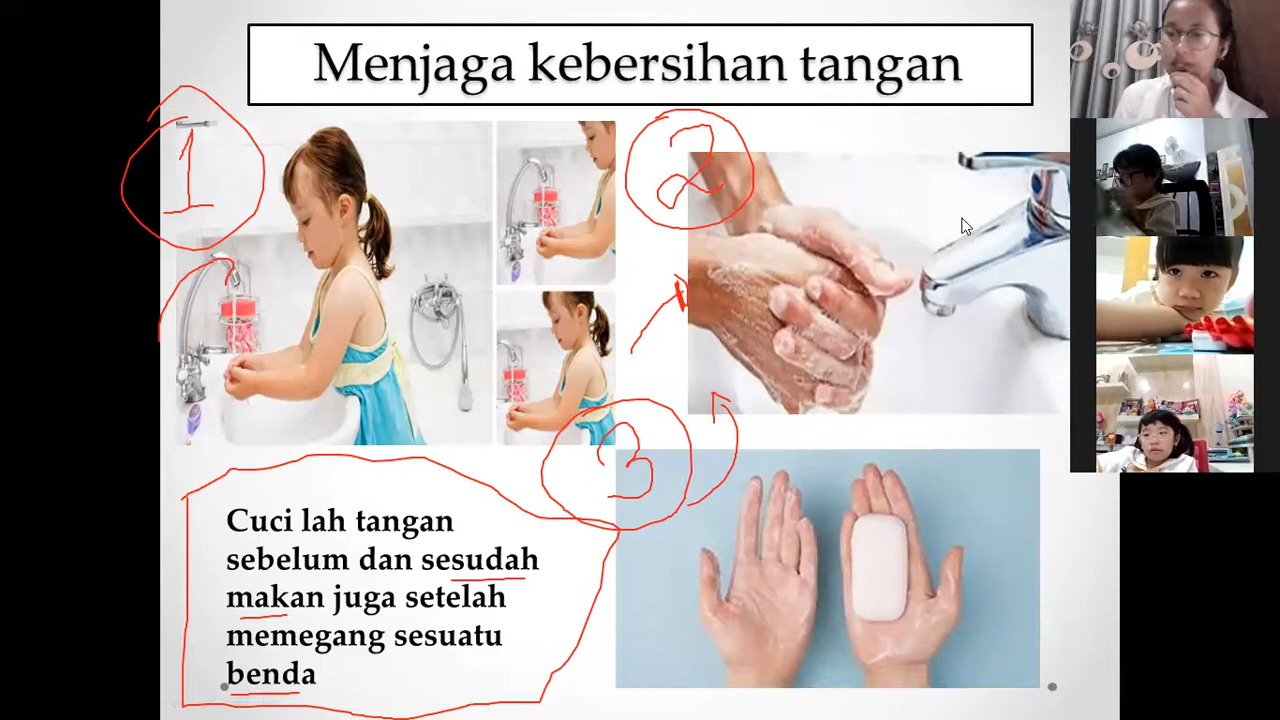 Menjaga kebersihan tangan
1
2
3
Cuci lah tangan
sebelum dan sesudah
makan juga setelah
memegang sesuatu
benda